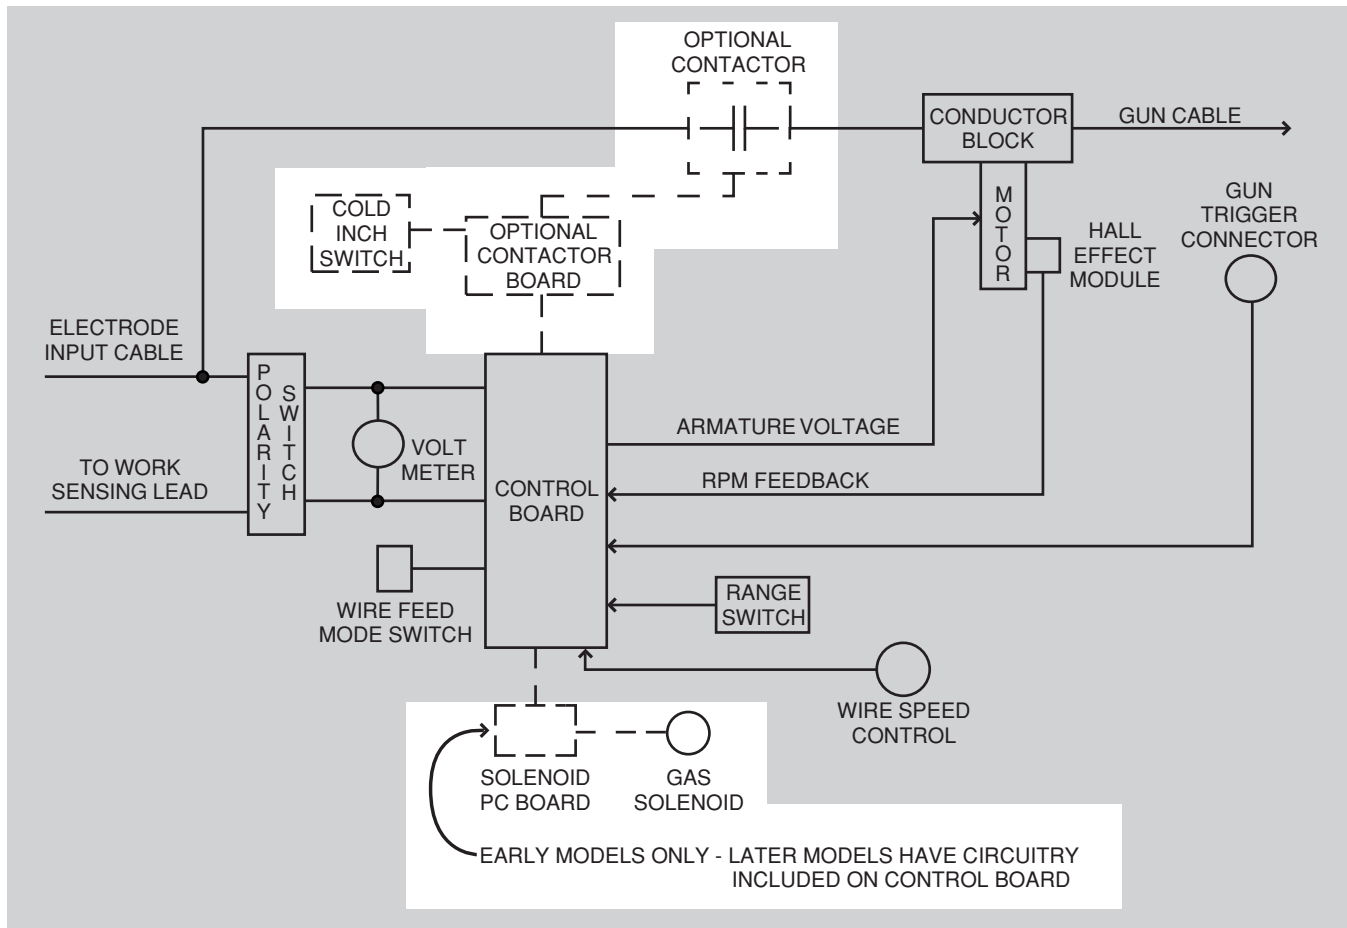 OPTIONAL
CONTACTOR
CONDUCTOR
BLOCK
GUN CABLE
MOTOR
HALL
EFFECT
MODULE
GUN
TRIGGER
CONNECTOR
COLD
INCH
SWITCH
OPTIONAL
CONTACTOR
BOARD
ELECTRODE
INPUT CABLE
POLARITY
SWITCH
TO WORK
SENSING LEAD
VOLT
METER
CONTROL
BOARD
ARMATURE VOLTAGE
RPM FEEDBACK
WIRE FEED
MODE SWITCH
RANGE
SWITCH
WIRE SPEED
CONTROL
SOLENOID
PC BOARD
GAS
SOLENOID
EARLY MODELS ONLY - LATER MODELS HAVE CIRCUITRY
INCLUDED ON CONTROL BOARD